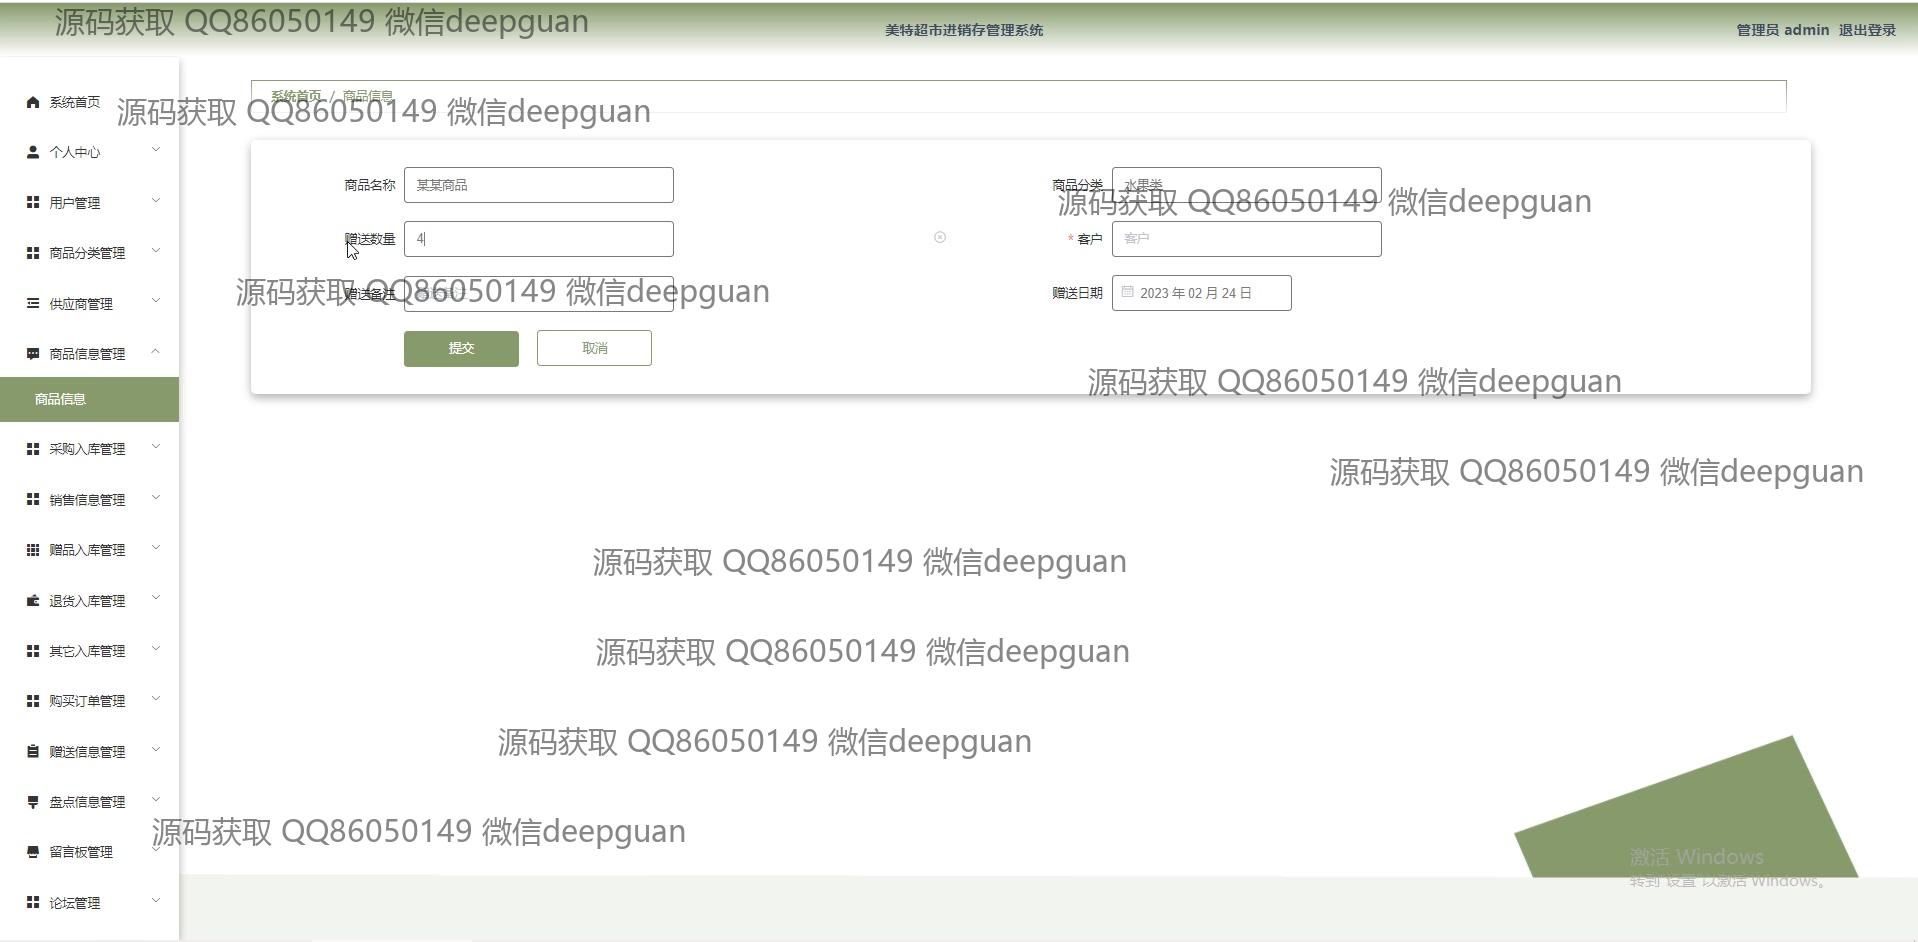 源码获取 QQ86050149 微信deepguan
美特超市进销存管理系统
管理员 admin 退出登录
系统首页
系统首页 / 商品信息
源码获取 QQ86050149 微信deepguan
个人中心
商品名称 某某商品
商品分类 水果类
源码获取 QQ86050149 微信deepguan
用户管理
赠送数量 4
* 客户 客户
商品分类管理
源码获取 QQ86050149 微信deepguan
赠送备注 赠送备注
赠送日期 2023 年 02 月 24 日
供应商管理
提交 取消
商品信息管理
源码获取 QQ86050149 微信deepguan
商品信息
采购入库管理
源码获取 QQ86050149 微信deepguan
销售信息管理
赠品入库管理
源码获取 QQ86050149 微信deepguan
退货入库管理
其它入库管理
源码获取 QQ86050149 微信deepguan
购买订单管理
源码获取 QQ86050149 微信deepguan
赠送信息管理
盘点信息管理
源码获取 QQ86050149 微信deepguan
留言板管理
激活 Windows
转到"设置"以激活 Windows。
论坛管理